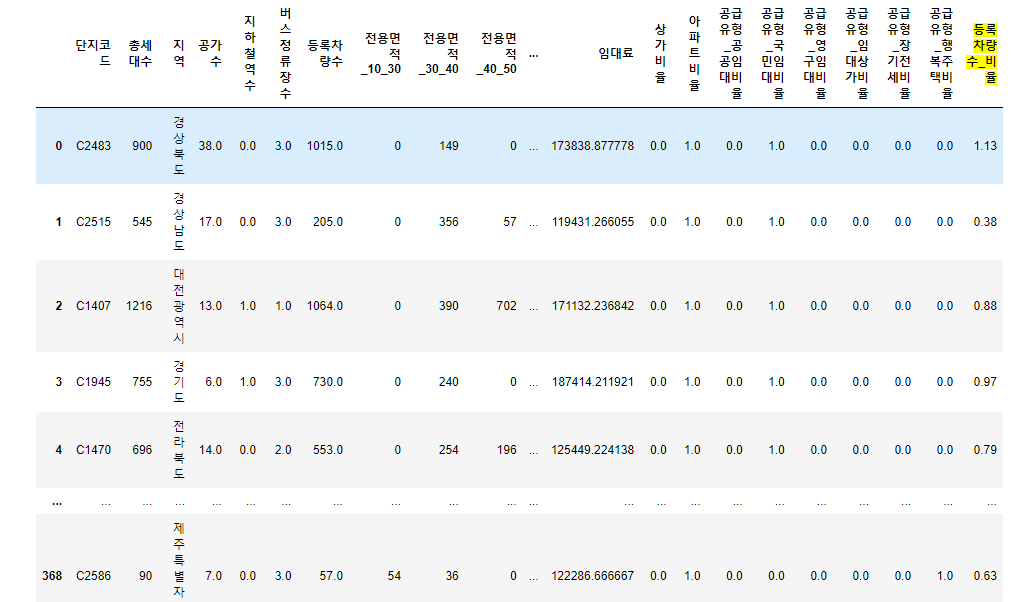 단지코드 총세대수 지역 공가수 지하철역수 버스정류장수 등록차량수 전용면적_10_30 전용면적_30_40 전용면적_40_50 ... 임대료 상가비율 아파트비율 공급유형_공공임대비율 공급유형_국민임대비율 공급유형_영구임대비율 공급유형_임대상가비율 공급유형_장기전세비율 공급유형_행복주택비율 등록차량수_비율
0 C2483 900 경상북도 38.0 0.0 3.0 1015.0 0 149 0 ... 173838.877778 0.0 1.0 0.0 1.0 0.0 0.0 0.0 0.0 1.13
1 C2515 545 경상남도 17.0 0.0 3.0 205.0 0 356 57 ... 119431.266055 0.0 1.0 0.0 1.0 0.0 0.0 0.0 0.0 0.38
2 C1407 1216 대전광역시 13.0 1.0 1.0 1064.0 0 390 702 ... 171132.236842 0.0 1.0 0.0 1.0 0.0 0.0 0.0 0.0 0.88
3 C1945 755 경기도 6.0 1.0 3.0 730.0 0 240 0 ... 187414.211921 0.0 1.0 0.0 1.0 0.0 0.0 0.0 0.0 0.97
4 C1470 696 전라북도 14.0 0.0 2.0 553.0 0 254 196 ... 125449.224138 0.0 1.0 0.0 1.0 0.0 0.0 0.0 0.0 0.79
... ... ... ... ... ... ... ... ... ... ... ... ... ... ... ... ... ... ... ... ... ...
368 C2586 90 제주특별자 7.0 0.0 3.0 57.0 54 36 0 ... 122286.666667 0.0 1.0 0.0 0.0 0.0 0.0 0.0 1.0 0.63